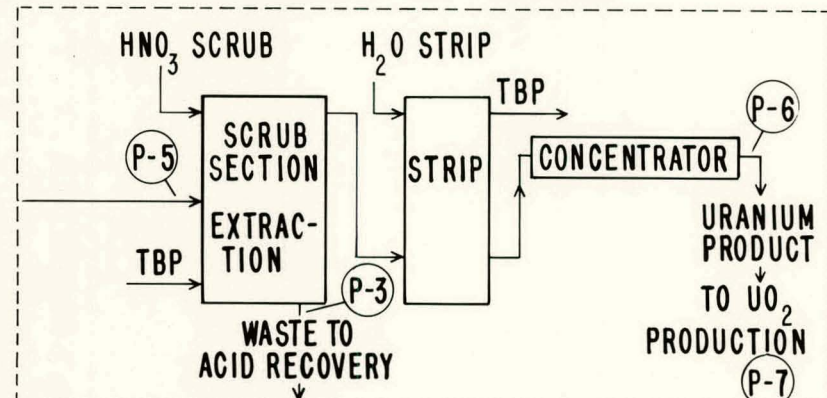 HNO₃ SCRUB
H₂O STRIP
TBP
P-6
P-5
SCRUB
SECTION
EXTRAC-
TION
STRIP
CONCENTRATOR
URANIUM
PRODUCT
TBP
P-3
TO UO₂
PRODUCTION
WASTE TO
ACID RECOVERY
P-7